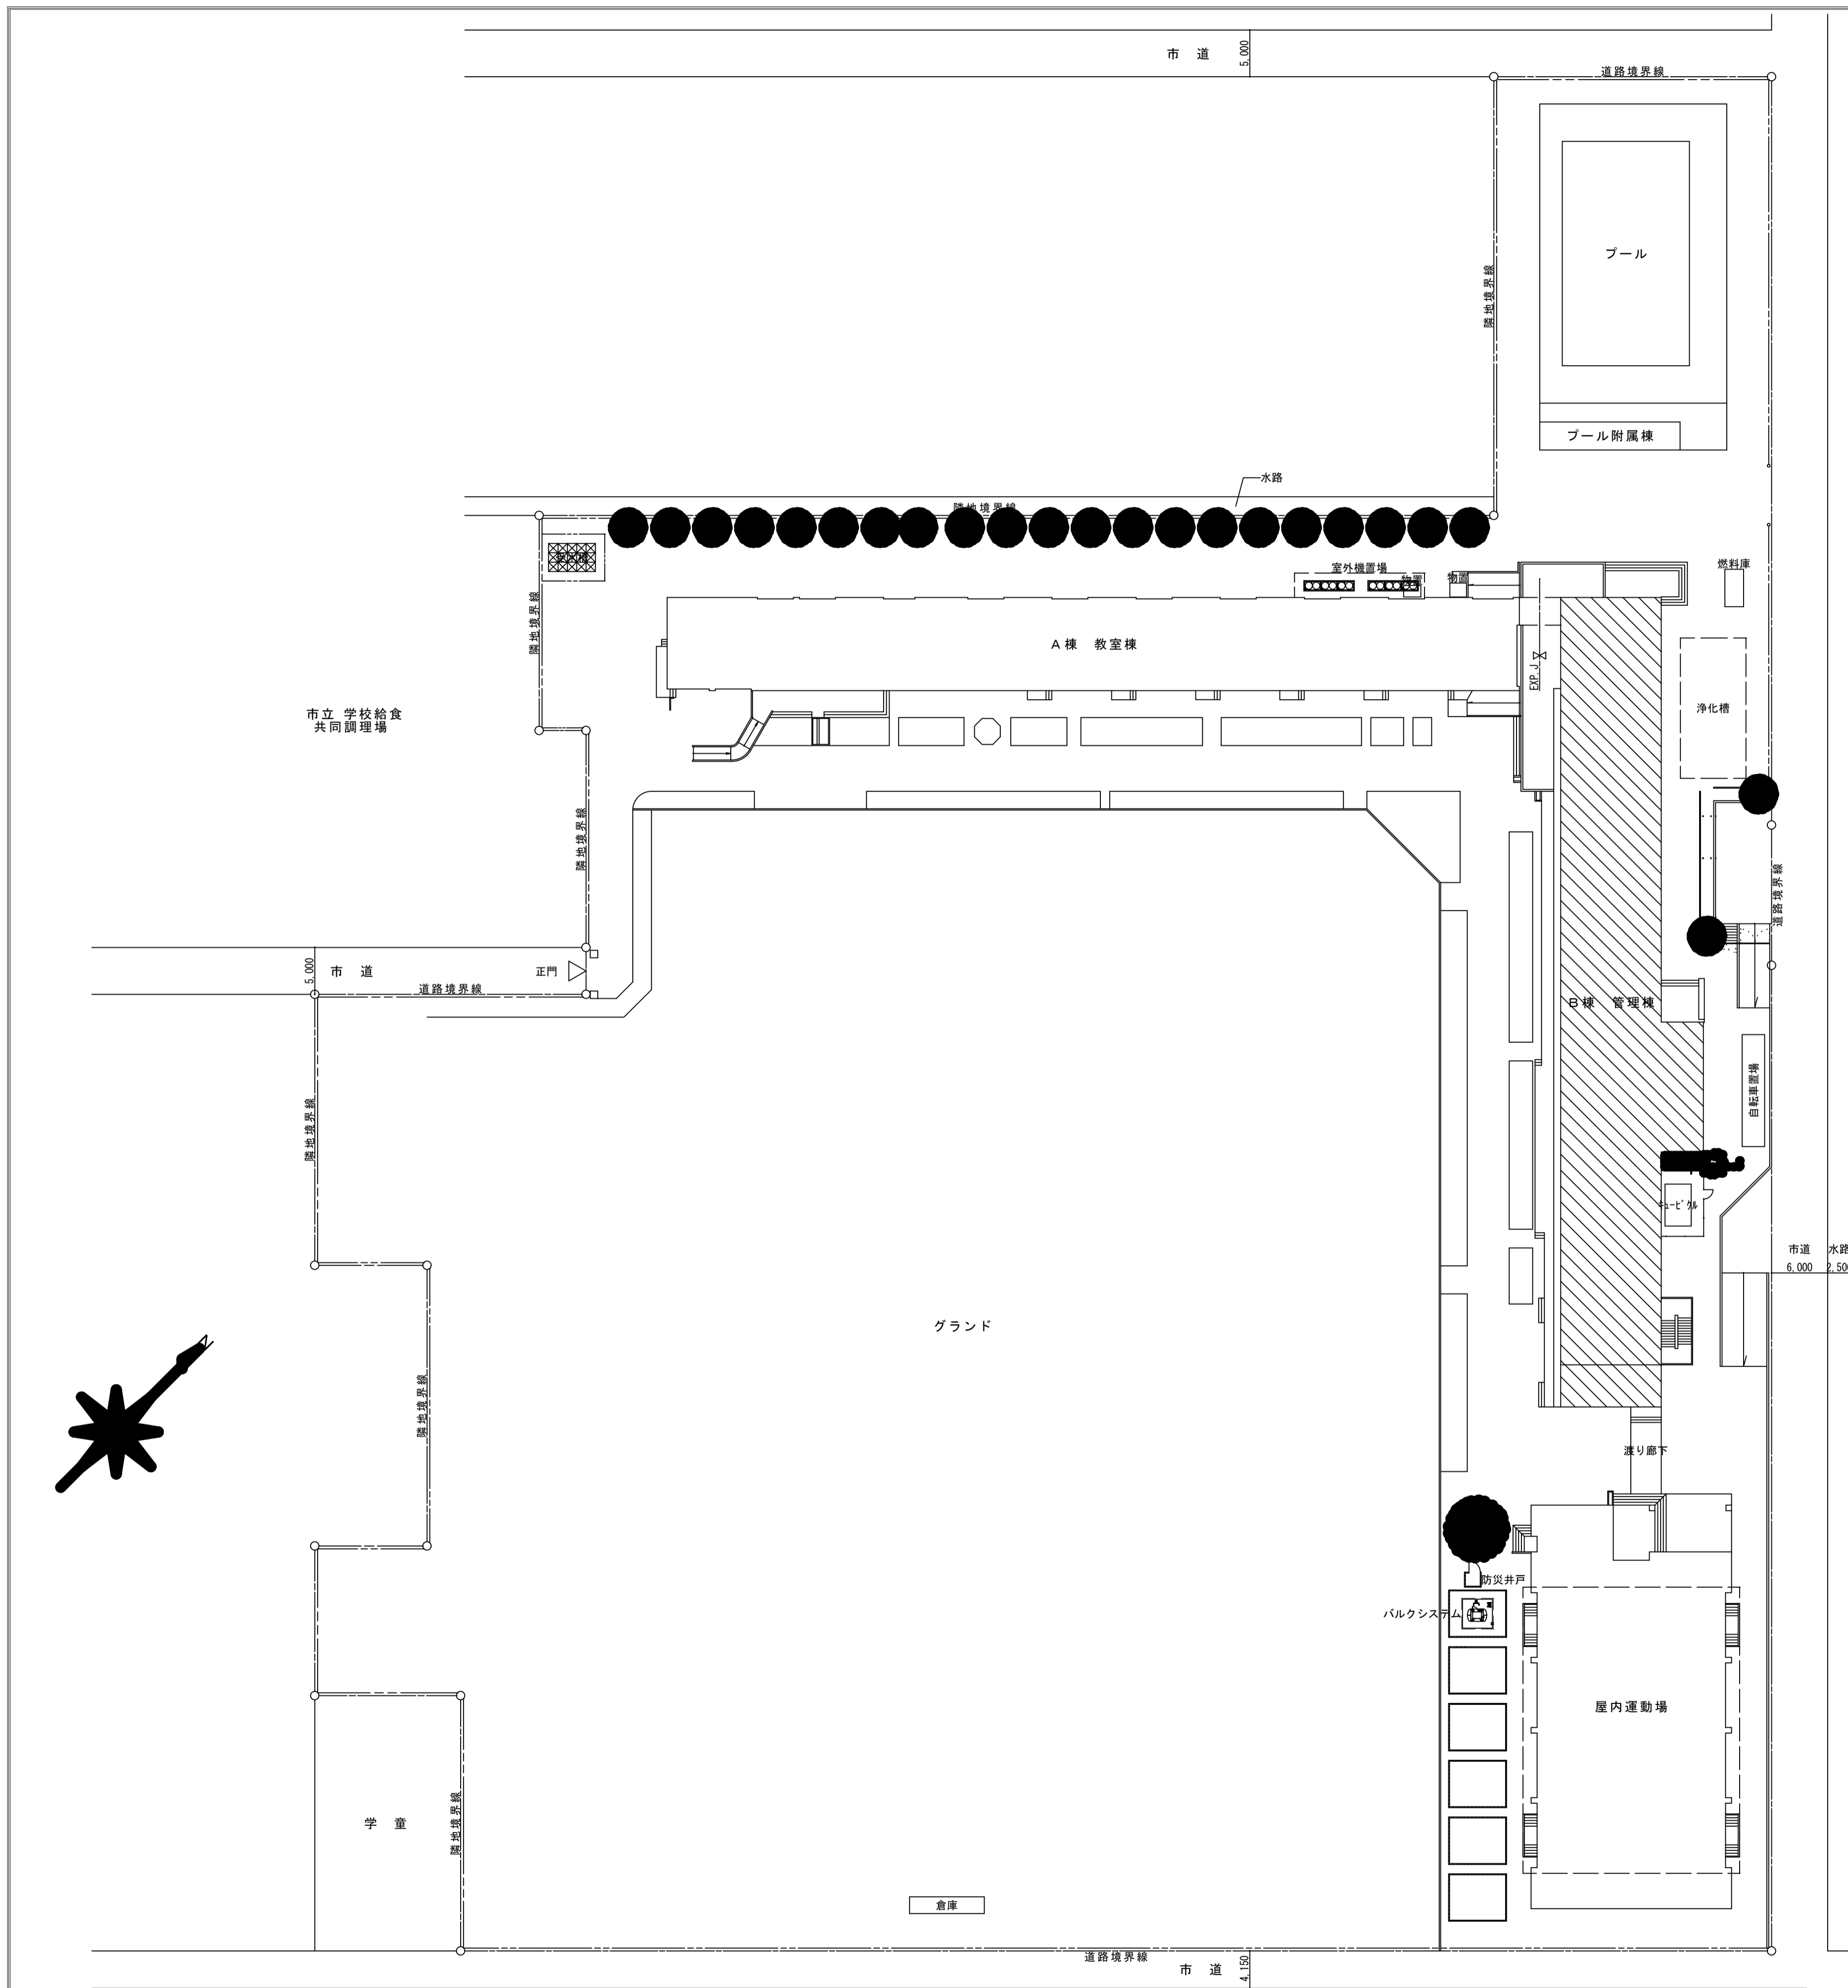 市　道
5,000
道路境界線
プール
隣地境界線
プール附属棟
水路
隣地境界線
室外機置場
物置
物置
燃料庫
隣地境界線
A棟　教室棟
EXP.J
浄化槽
市立 学校給食
共同調理場
隣地境界線
道路境界線
5,000
市　道
正門
道路境界線
B棟　管理棟
自転車置場
隣地境界線
キュービクル
市道
水路
6,000
グランド
隣地境界線
渡り廊下
防災井戸
バルクシステム
屋内運動場
学　童
隣地境界線
倉庫
道路境界線
市　道
4,150